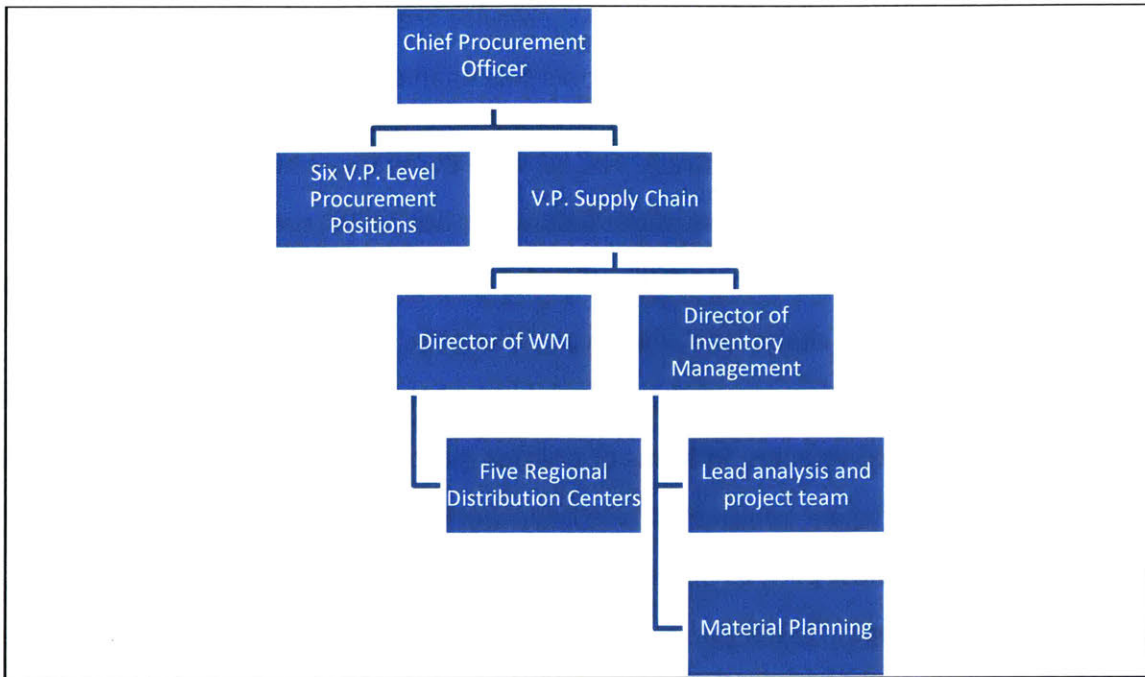 Chief Procurement
Officer
Six V.P. Level
Procurement
Positions
V.P. Supply Chain
Director of WM
Director of
Inventory
Management
Five Regional
Distribution Centers
Lead analysis and
project team
Material Planning